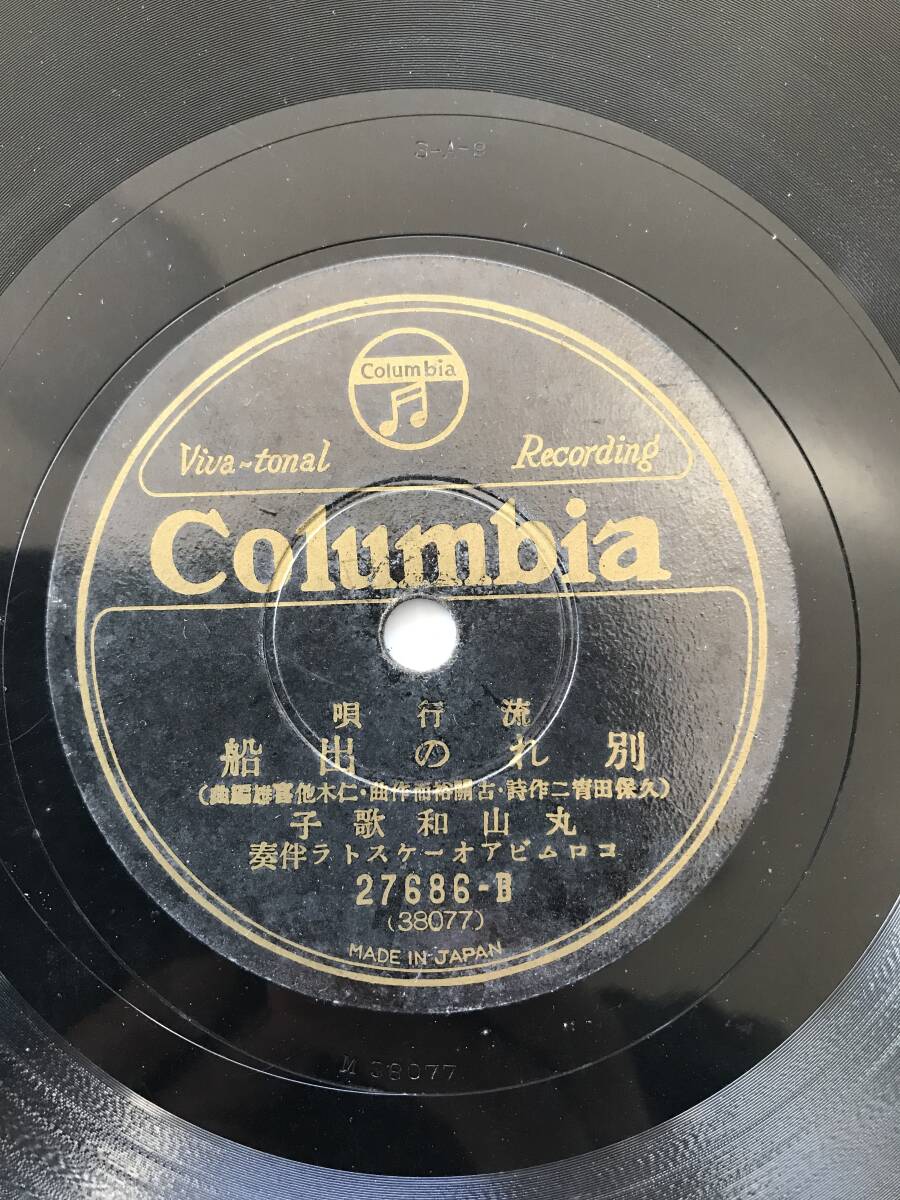 Columbia
Viva-tonal Recording
Columbia
流行唄
別れの出船
(久保田宵二作詩・古關裕而作曲・仁木他喜雄編曲)
丸山和歌子
コロムビアオーケストラ伴奏
27686-B
(38077)
MADE IN JAPAN
M 38077